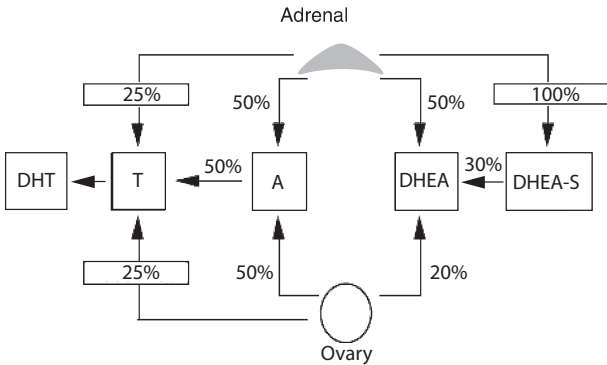 Adrenal
25%
100%
50%
50%
DHT
T
50%
A
DHEA
30%
DHEA-S
25%
50%
20%
Ovary